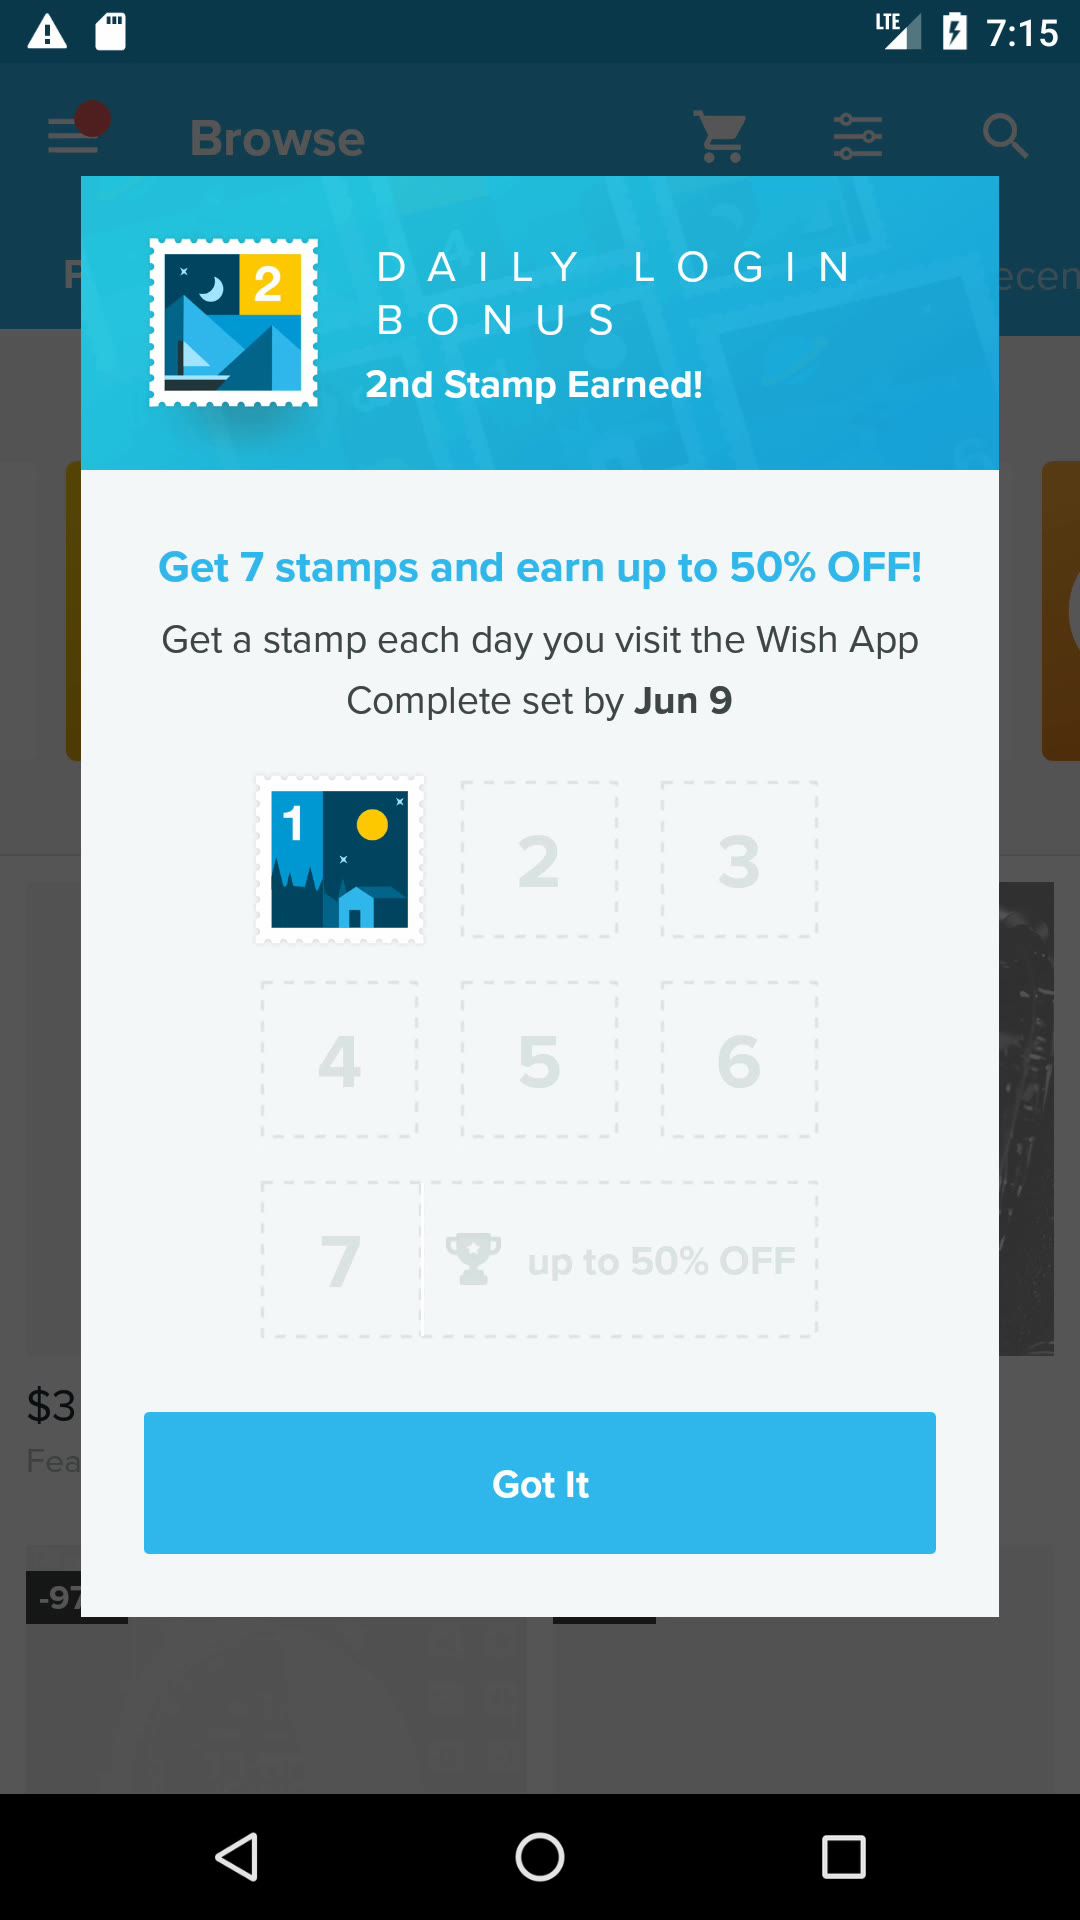 LTE 7:15
Browse
ecen
2
DAILY LOGIN
BONUS
2nd Stamp Earned!
Get 7 stamps and earn up to 50% OFF!
Get a stamp each day you visit the Wish App
Complete set by Jun 9
1 2 3
4 5 6
7 up to 50% OFF
$3
Fea
Got It
-97